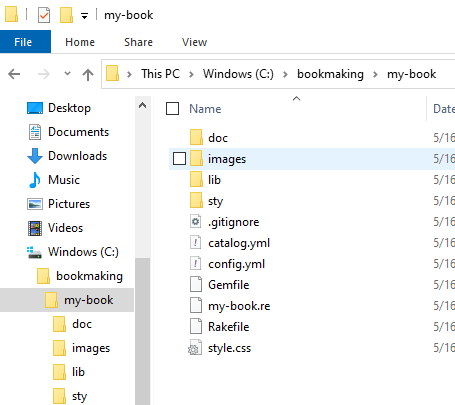 my-book
File Home Share View
This PC Windows (C:) bookmaking my-book
Name Date
Desktop
Documents
Downloads
Music
Pictures
Videos
Windows (C:)
bookmaking
my-book
doc
images
lib
sty
doc 5/16
images 5/16
lib 5/16
sty 5/16
.gitignore 5/16
catalog.yml 5/16
config.yml 5/16
Gemfile 5/16
my-book.re 5/16
Rakefile 5/16
style.css 5/16